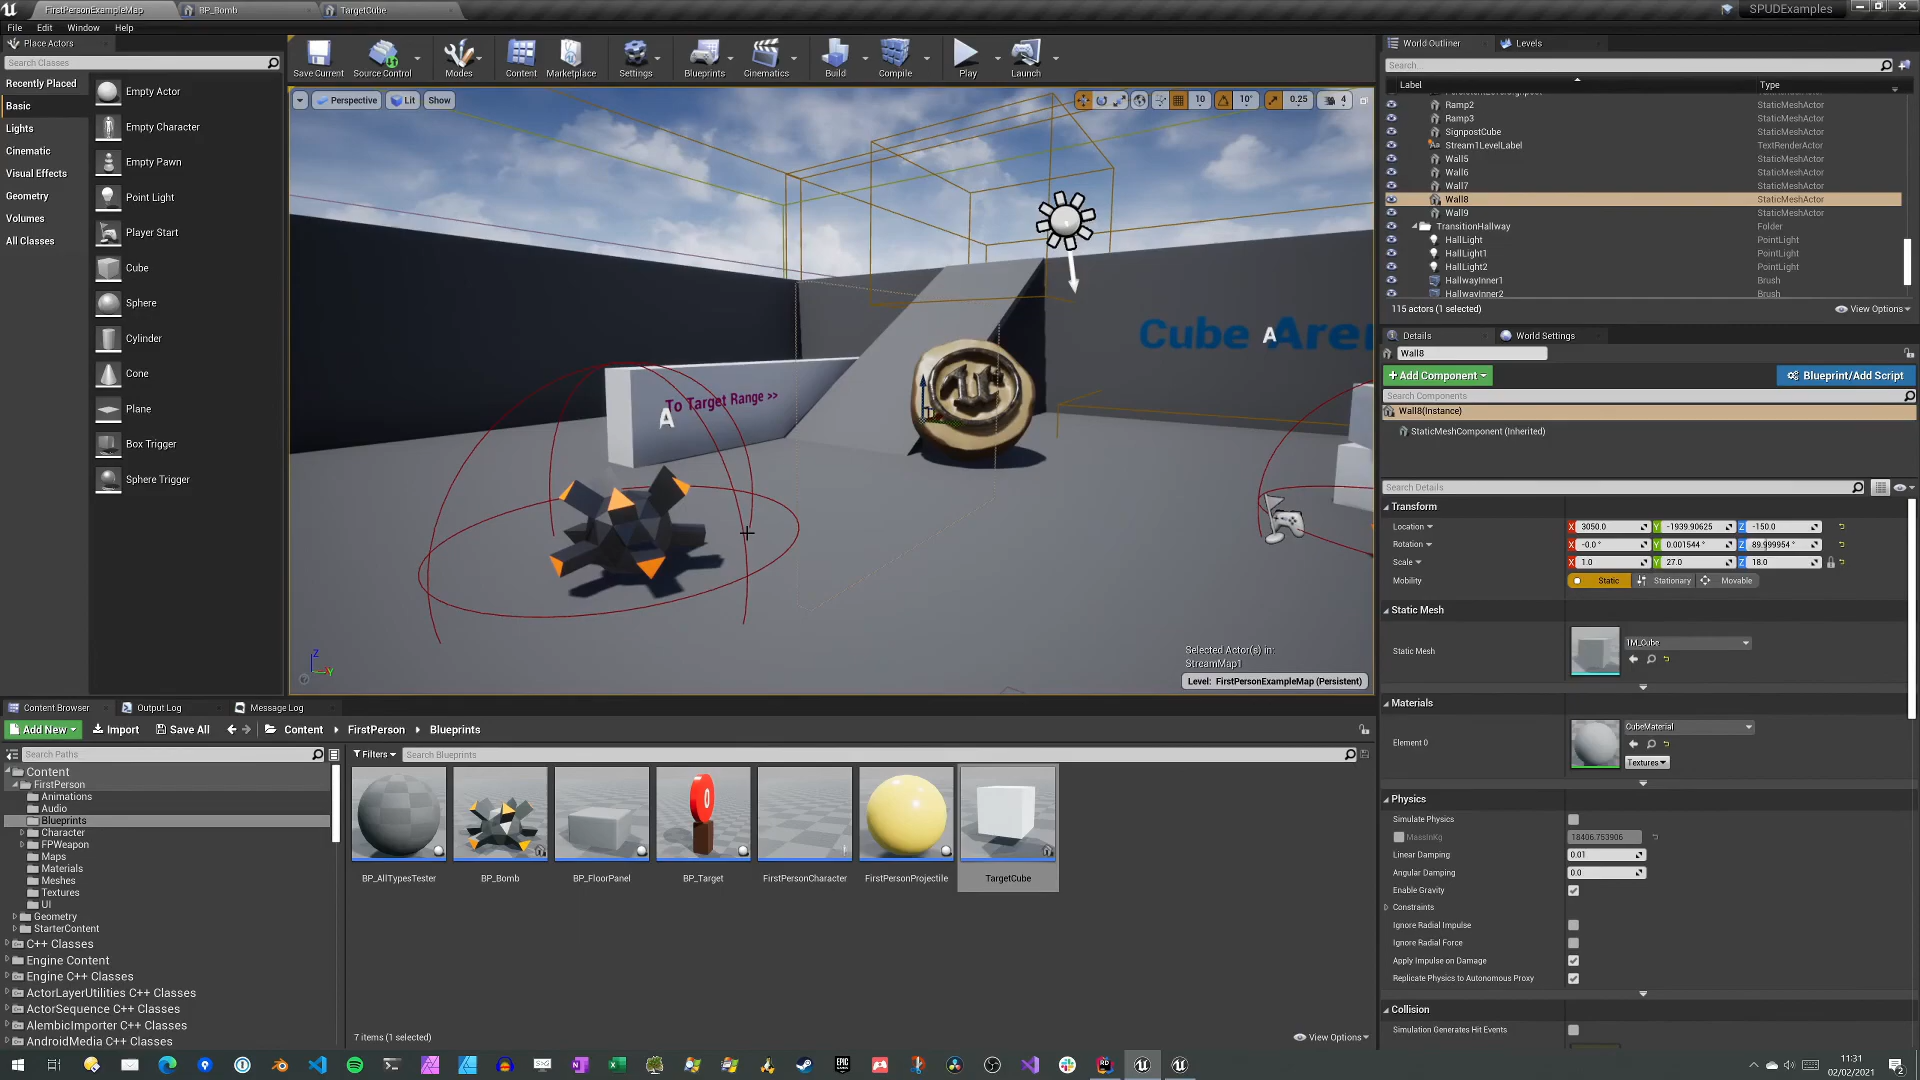 FirstPersonExampleMap
BP_Bomb
TargetCube
SPUDExamples
File Edit Window Help
Place Actors
Search Classes
Recently Placed
Basic
Lights
Cinematic
Visual Effects
Geometry
Volumes
All Classes
Empty Actor
Empty Character
Empty Pawn
Point Light
Player Start
Cube
Sphere
Cylinder
Cone
Plane
Box Trigger
Sphere Trigger
Save Current
Source Control
Modes
Content
Marketplace
Settings
Blueprints
Cinematics
Build
Compile
Play
Launch
Perspective
Lit
Show
10
10°
0.25
4
To Target Range >>
A
A
Selected Actor(s) in:
StreamMap1
Level: FirstPersonExampleMap (Persistent)
World Outliner
Levels
Search...
Label Type
Ramp2 StaticMeshActor
Ramp3 StaticMeshActor
SignpostCube StaticMeshActor
Stream1LevelLabel TextRenderActor
Wall5 StaticMeshActor
Wall6 StaticMeshActor
Wall7 StaticMeshActor
Wall8 StaticMeshActor
Wall9 StaticMeshActor
TransitionHallway Folder
HallLight PointLight
HallLight1 PointLight
HallLight2 PointLight
HallwayInner1 Brush
HallwayInner2 Brush
115 actors (1 selected)
View Options
Details
World Settings
Wall8
Add Component
Blueprint/Add Script
Search Components
Wall8(Instance)
StaticMeshComponent (Inherited)
Search Details
Transform
Location X 3050.0 Y -1939.90625 Z -150.0
Rotation X -0.0 ° Y 0.001544 ° Z 89.999954 °
Scale X 1.0 Y 27.0 Z 18.0
Mobility Static Stationary Movable
Static Mesh
Static Mesh 1M_Cube
Materials
Element 0 CubeMaterial
Textures
Physics
Simulate Physics
MassInKg 18406.753906
Linear Damping 0.01
Angular Damping 0.0
Enable Gravity
Constraints
Ignore Radial Impulse
Ignore Radial Force
Apply Impulse on Damage
Replicate Physics to Autonomous Proxy
Collision
Simulation Generates Hit Events
Content Browser
Output Log
Message Log
Add New
Import
Save All
Content
FirstPerson
Blueprints
Search Paths
Filters
Search Blueprints
Content
FirstPerson
Animations
Audio
Blueprints
Character
FPWeapon
Maps
Materials
Meshes
Textures
UI
Geometry
StarterContent
C++ Classes
Engine Content
Engine C++ Classes
ActorLayerUtilities C++ Classes
ActorSequence C++ Classes
AlembicImporter C++ Classes
AndroidMedia C++ Classes
0
BP_AllTypesTester
BP_Bomb
BP_FloorPanel
BP_Target
FirstPersonCharacter
FirstPersonProjectile
TargetCube
7 items (1 selected)
View Options
11:31
02/02/2021